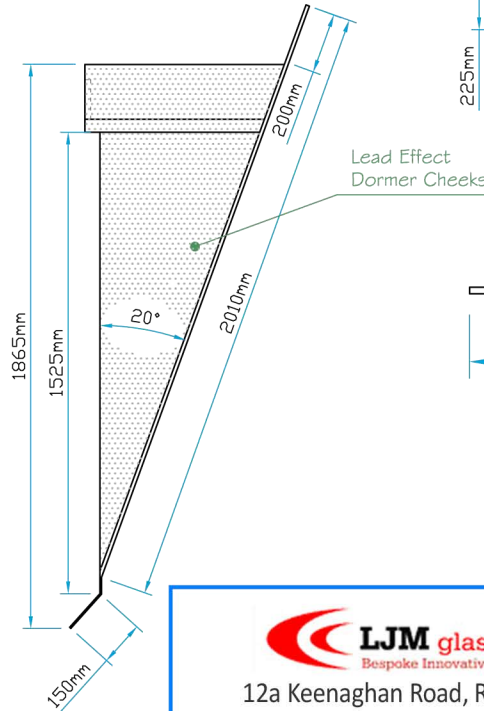 225mm
200mm
Lead Effect
Dormer Cheeks
2010mm
20°
1865mm
1525mm
150mm
LJM glas
Bespoke Innovativ
12a Keenaghan Road, R